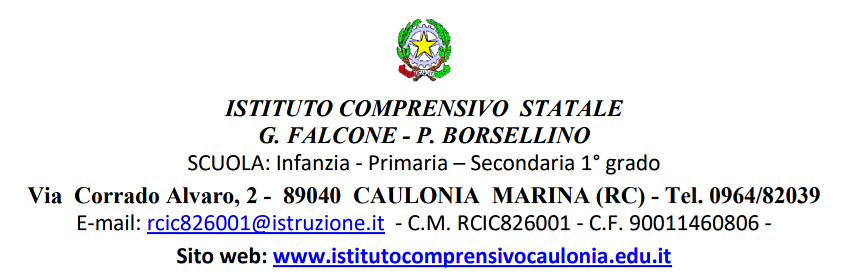 ISTITUTO COMPRENSIVO STATALE
G. FALCONE - P. BORSELLINO
SCUOLA: Infanzia - Primaria – Secondaria 1° grado
Via Corrado Alvaro, 2 - 89040 CAULONIA MARINA (RC) - Tel. 0964/82039
E-mail: rcic826001@istruzione.it - C.M. RCIC826001 - C.F. 90011460806 -
Sito web: www.istitutocomprensivocaulonia.edu.it